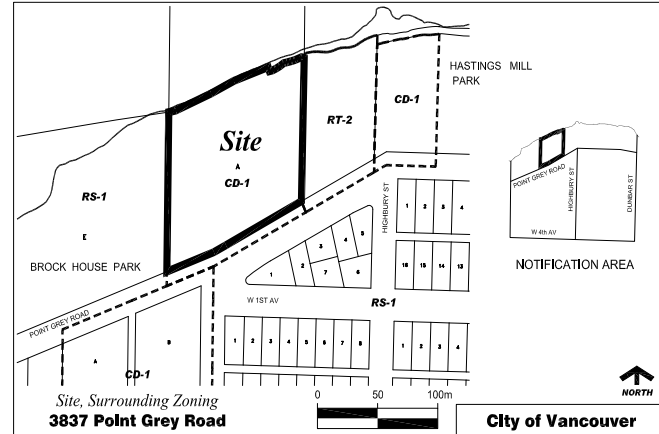 HASTINGS MILL
PARK
CD-1
RT-2
Site
A
CD-1
RS-1
E
BROCK HOUSE PARK
POINT GREY ROAD
HIGHBURY ST
1 2 3 4
16 15 14 13
3 4 5
1 2 7 6
W 1ST AV
RS-1
1 2 3 4 5 6 7 8
1 2 3 4
A
B
CD-1
POINT GREY ROAD
HIGHBURY ST
DUNBAR ST
W 4th AV
NOTIFICATION AREA
Site, Surrounding Zoning
3837 Point Grey Road
0 50 100m
NORTH
City of Vancouver